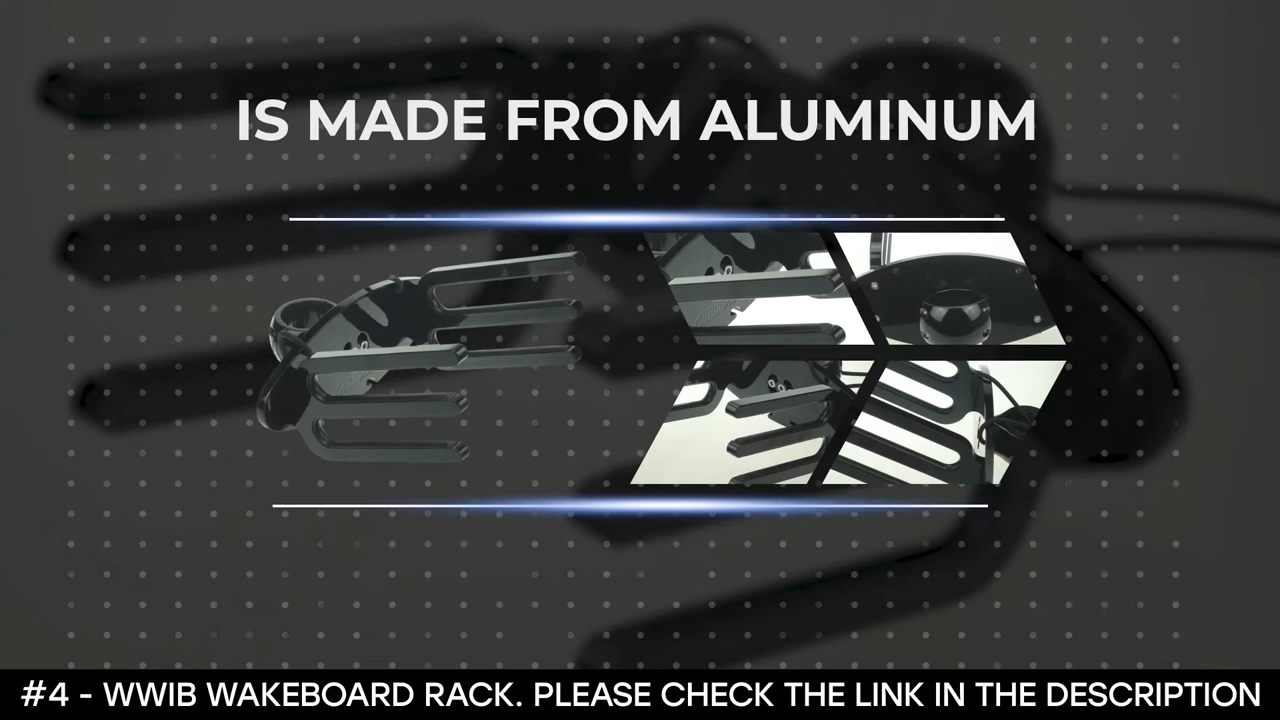 IS MADE FROM ALUMINUM
#4 - WWIB WAKEBOARD RACK. PLEASE CHECK THE LINK IN THE DESCRIPTION